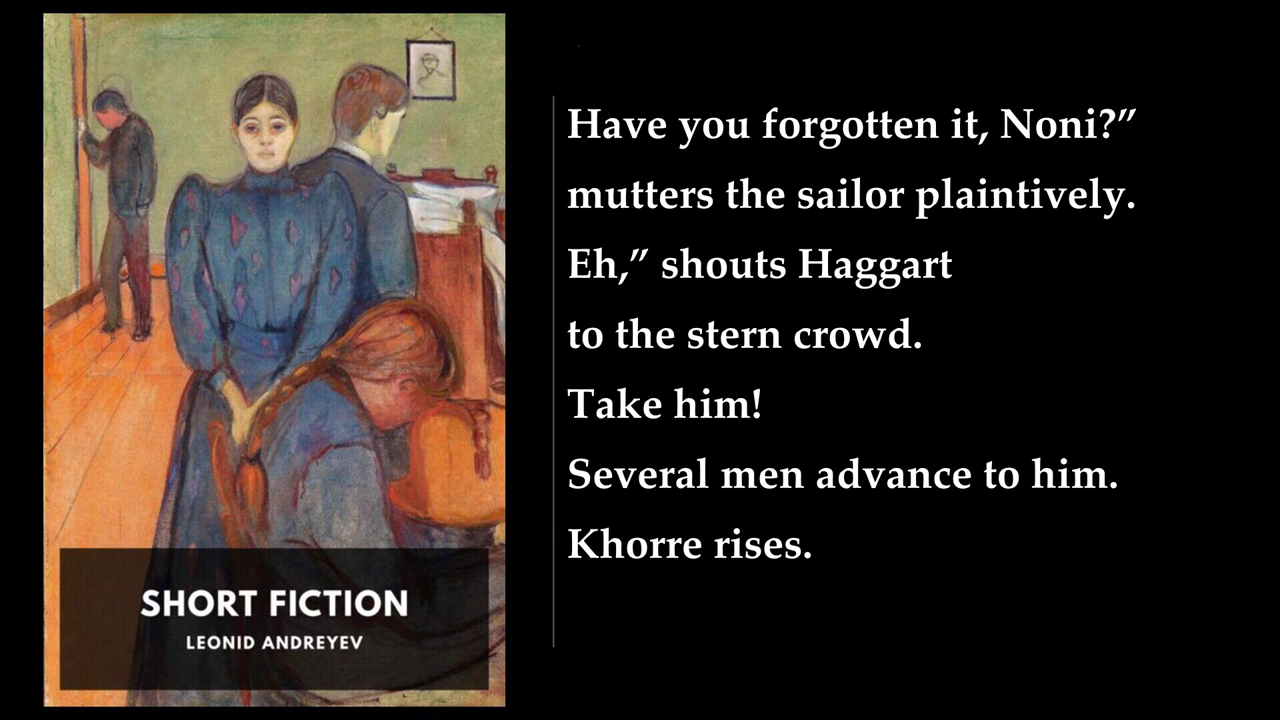 SHORT FICTION
LEONID ANDREYEV
Have you forgotten it, Noni?”
mutters the sailor plaintively.
Eh,” shouts Haggart
to the stern crowd.
Take him!
Several men advance to him.
Khorre rises.